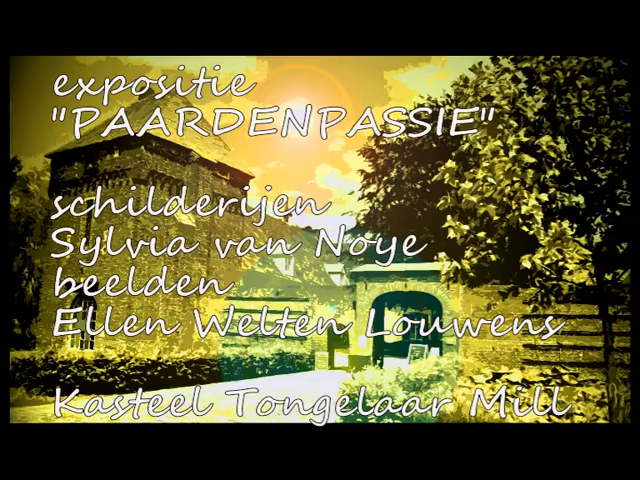 expositie
"PAARDENPASSIE"
schilderijen
Sylvia van Noye
beelden
Ellen Welten Louwens
Kasteel Tongelaar Mill